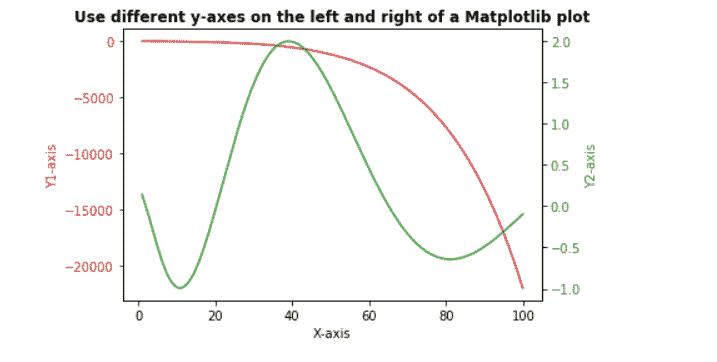 Use different y-axes on the left and right of a Matplotlib plot
0
−5000
−10000
−15000
−20000
Y1-axis
2.0
1.5
1.0
0.5
0.0
−0.5
−1.0
Y2-axis
0 20 40 60 80 100
X-axis